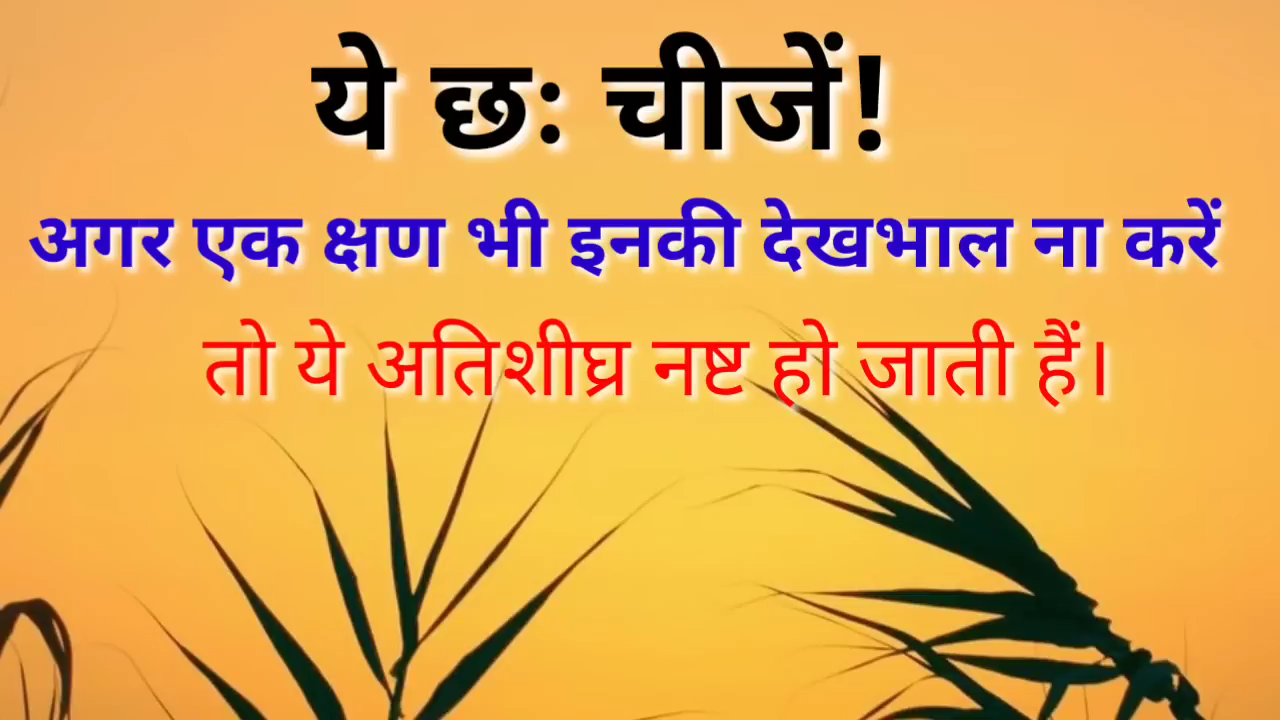 ये छः चीजें!
अगर एक क्षण भी इनकी देखभाल ना करें
तो ये अतिशीघ्र नष्ट हो जाती हैं।